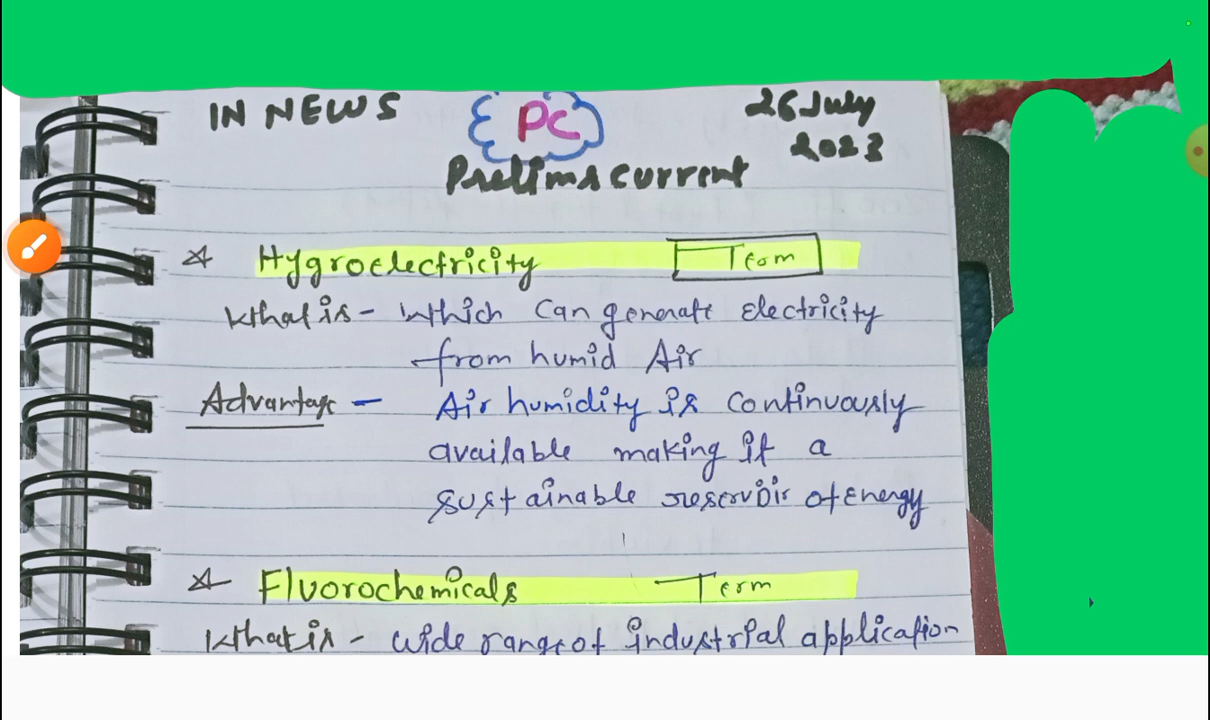 IN NEWS PC 26 July
2023
Prelims current
Hygroelectricity Term
What is - Which can generate electricity
from humid Air
Advantage - Air humidity is continuously
available making it a
sustainable reservoir of energy
Fluorochemicals Term
What is - wide range of industrial application